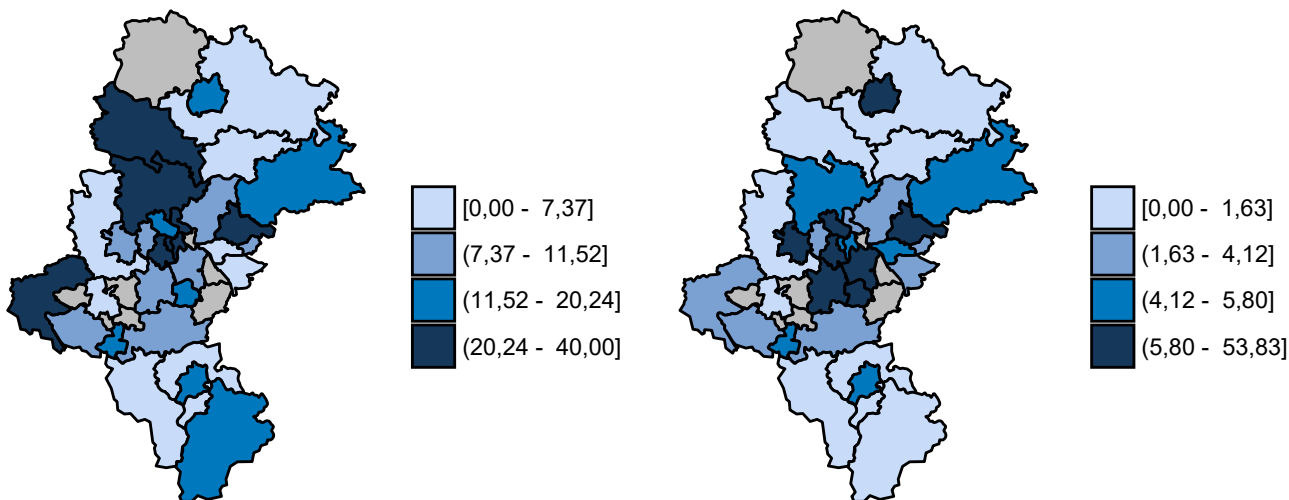 [0,00 - 7,37]
(7,37 - 11,52]
(11,52 - 20,24]
(20,24 - 40,00]
[0,00 - 1,63]
(1,63 - 4,12]
(4,12 - 5,80]
(5,80 - 53,83]